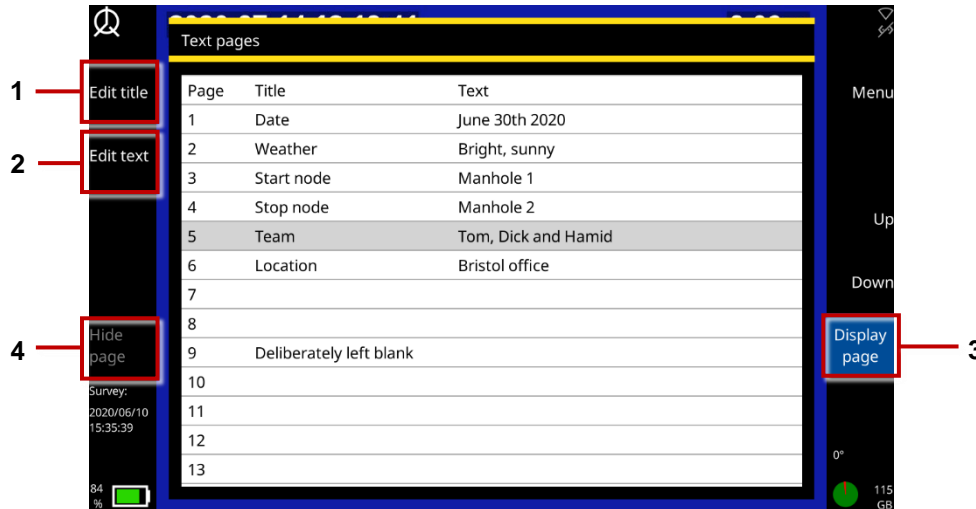 Text pages
1
Edit title
2
Edit text
4
Hide
page
Survey:
2020/06/10
15:35:39
84
%
Page Title Text
1 Date June 30th 2020
2 Weather Bright, sunny
3 Start node Manhole 1
4 Stop node Manhole 2
5 Team Tom, Dick and Hamid
6 Location Bristol office
7
8
9 Deliberately left blank
10
11
12
13
Menu
Up
Down
Display
page
3
0°
115
GB